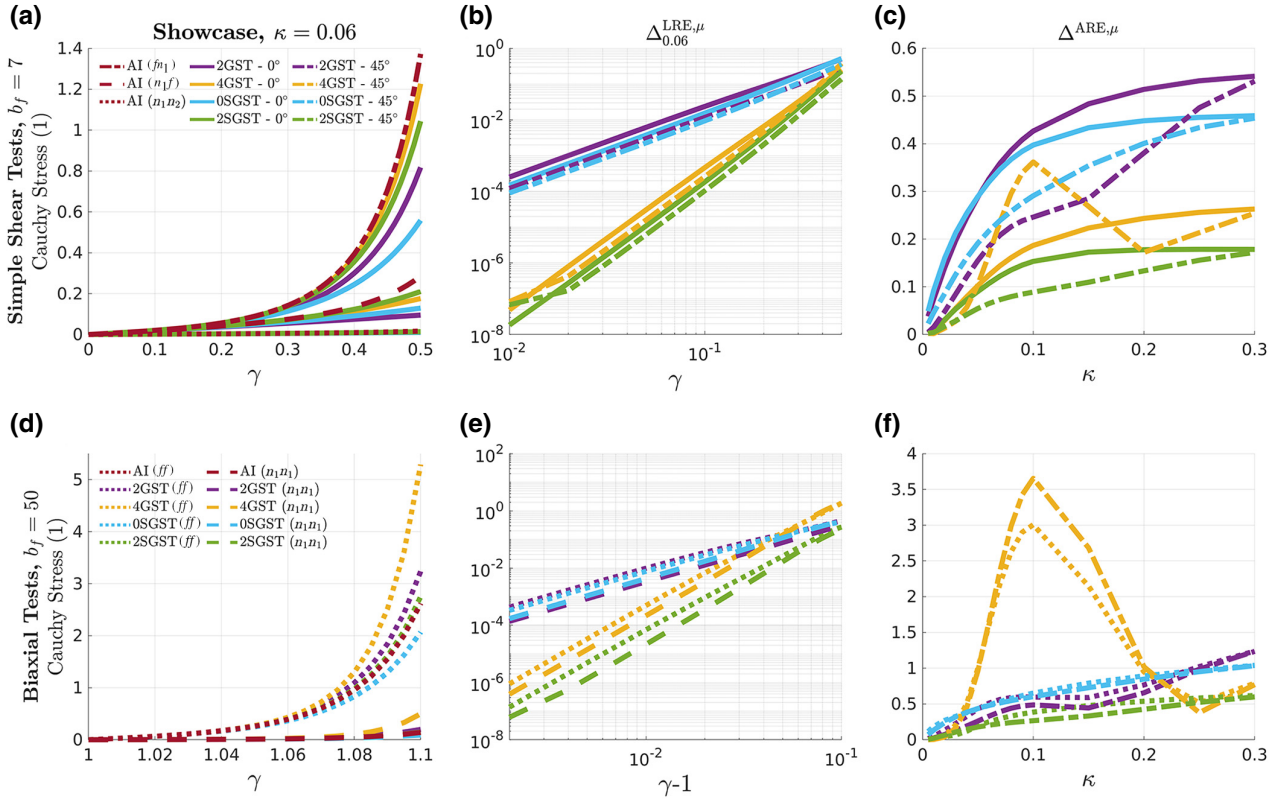 (a)
Showcase, κ = 0.06
Simple Shear Tests, b_f = 7
Cauchy Stress (1)
1.4
1.2
1
0.8
0.6
0.4
0.2
0
AI (fn₁)
AI (n₁f)
AI (n₁n₂)
2GST - 0°
4GST - 0°
0SGST - 0°
2SGST - 0°
2GST - 45°
4GST - 45°
0SGST - 45°
2SGST - 45°
0 0.1 0.2 0.3 0.4 0.5
γ
(b)
Δ^{LRE,μ}_{0.06}
10⁰
10⁻²
10⁻⁴
10⁻⁶
10⁻⁸
10⁻² 10⁻¹
γ
(c)
Δ^{ARE,μ}
0.6
0.5
0.4
0.3
0.2
0.1
0
0 0.1 0.2 0.3
κ
(d)
Biaxial Tests, b_f = 50
Cauchy Stress (1)
5
4
3
2
1
0
AI (ff)
2GST (ff)
4GST (ff)
0SGST (ff)
2SGST (ff)
AI (n₁n₁)
2GST (n₁n₁)
4GST (n₁n₁)
0SGST (n₁n₁)
2SGST (n₁n₁)
1 1.02 1.04 1.06 1.08 1.1
γ
(e)
10²
10⁰
10⁻²
10⁻⁴
10⁻⁶
10⁻⁸
10⁻² 10⁻¹
γ-1
(f)
4
3.5
3
2.5
2
1.5
1
0.5
0
0 0.1 0.2 0.3
κ